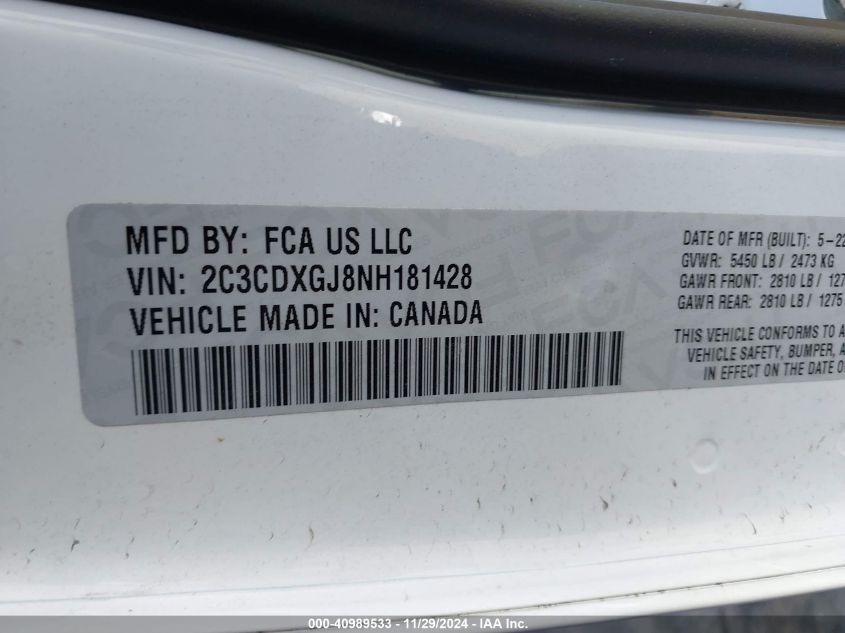 MFD BY: FCA US LLC
VIN: 2C3CDXGJ8NH181428
VEHICLE MADE IN: CANADA
DATE OF MFR (BUILT): 5-22
GVWR: 5450 LB / 2473 KG
GAWR FRONT: 2810 LB / 127
GAWR REAR: 2810 LB / 1275
THIS VEHICLE CONFORMS TO A
VEHICLE SAFETY, BUMPER, A
IN EFFECT ON THE DATE O
000-40989533 - 11/29/2024 - IAA Inc.